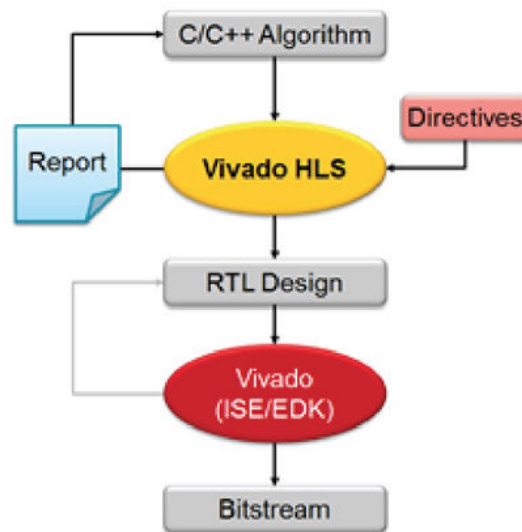 C/C++ Algorithm
Directives
Report
Vivado HLS
RTL Design
Vivado
(ISE/EDK)
Bitstream